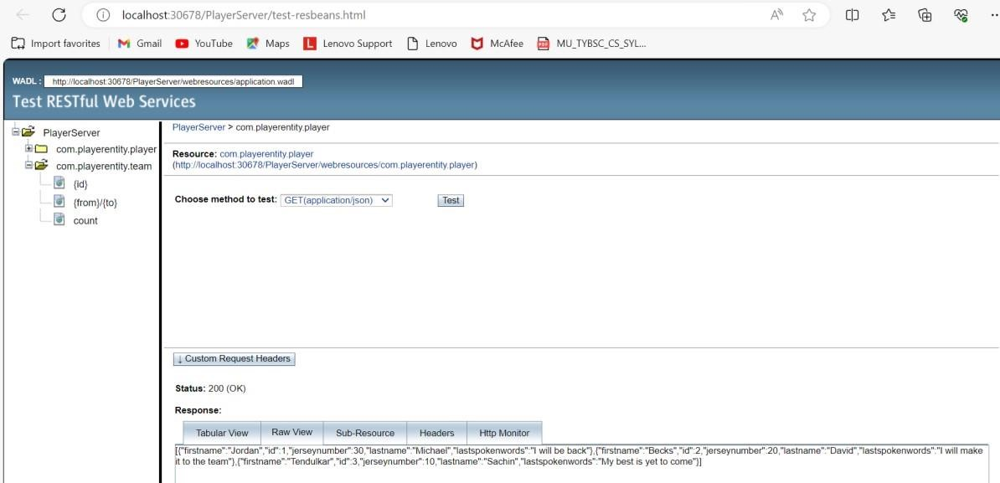 localhost:30678/PlayerServer/test-resbeans.html
Import favorites Gmail YouTube Maps Lenovo Support Lenovo McAfee MU_TYBSC_CS_SYL...
WADL : http://localhost:30678/PlayerServer/webresources/application.wadl
Test RESTful Web Services
PlayerServer
com.playerentity.player
com.playerentity.team
{id}
{from}/{to}
count
PlayerServer > com.playerentity.player
Resource: com.playerentity.player
(http://localhost:30678/PlayerServer/webresources/com.playerentity.player)
Choose method to test: GET(application/json) Test
↓ Custom Request Headers
Status: 200 (OK)
Response:
Tabular View Raw View Sub-Resource Headers Http Monitor
[{"firstname":"Jordan","id":1,"jerseynumber":30,"lastname":"Michael","lastspokenwords":"I will be back"},{"firstname":"Becks","id":2,"jerseynumber":20,"lastname":"David","lastspokenwords":"I will make
it to the team"},{"firstname":"Tendulkar","id":3,"jerseynumber":10,"lastname":"Sachin","lastspokenwords":"My best is yet to come"}]